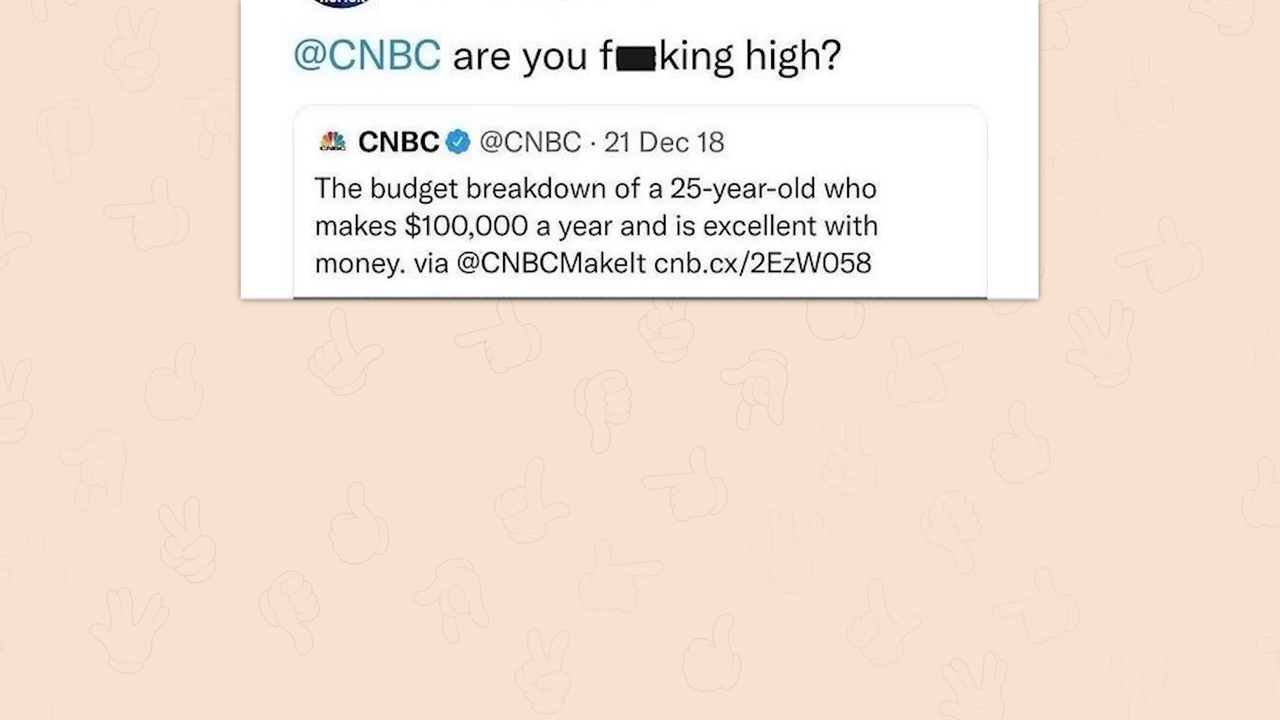 @CNBC are you f■king high?
CNBC @CNBC · 21 Dec 18
The budget breakdown of a 25-year-old who
makes $100,000 a year and is excellent with
money. via @CNBCMakeIt cnb.cx/2EzW058